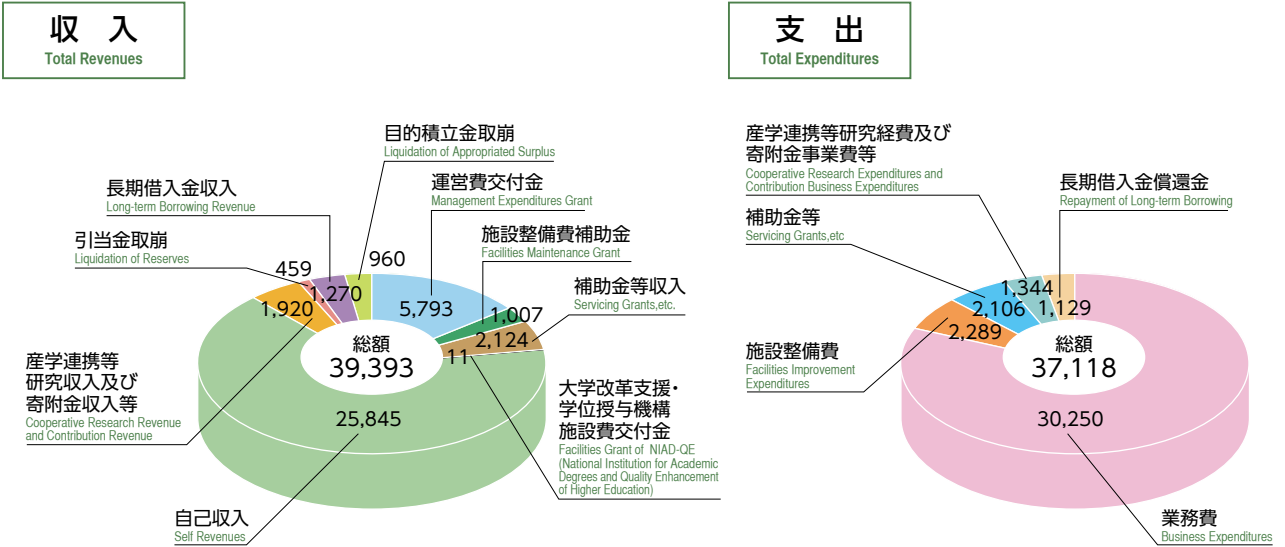 収 入
Total Revenues
目的積立金取崩
Liquidation of Appropriated Surplus
長期借入金収入
Long-term Borrowing Revenue
運営費交付金
Management Expenditures Grant
引当金取崩
Liquidation of Reserves
施設整備費補助金
Facilities Maintenance Grant
補助金等収入
Servicing Grants,etc.
459
960
1,270
1,920
5,793
1,007
2,124
11
総額
39,393
25,845
産学連携等
研究収入及び
寄附金収入等
Cooperative Research Revenue
and Contribution Revenue
大学改革支援・
学位授与機構
施設費交付金
Facilities Grant of NIAD-QE
(National Institution for Academic
Degrees and Quality Enhancement
of Higher Education)
自己収入
Self Revenues
支 出
Total Expenditures
産学連携等研究経費及び
寄附金事業費等
Cooperative Research Expenditures and
Contribution Business Expenditures
長期借入金償還金
Repayment of Long-term Borrowing
補助金等
Servicing Grants,etc
1,344
2,106
1,129
2,289
施設整備費
Facilities Improvement
Expenditures
総額
37,118
30,250
業務費
Business Expenditures